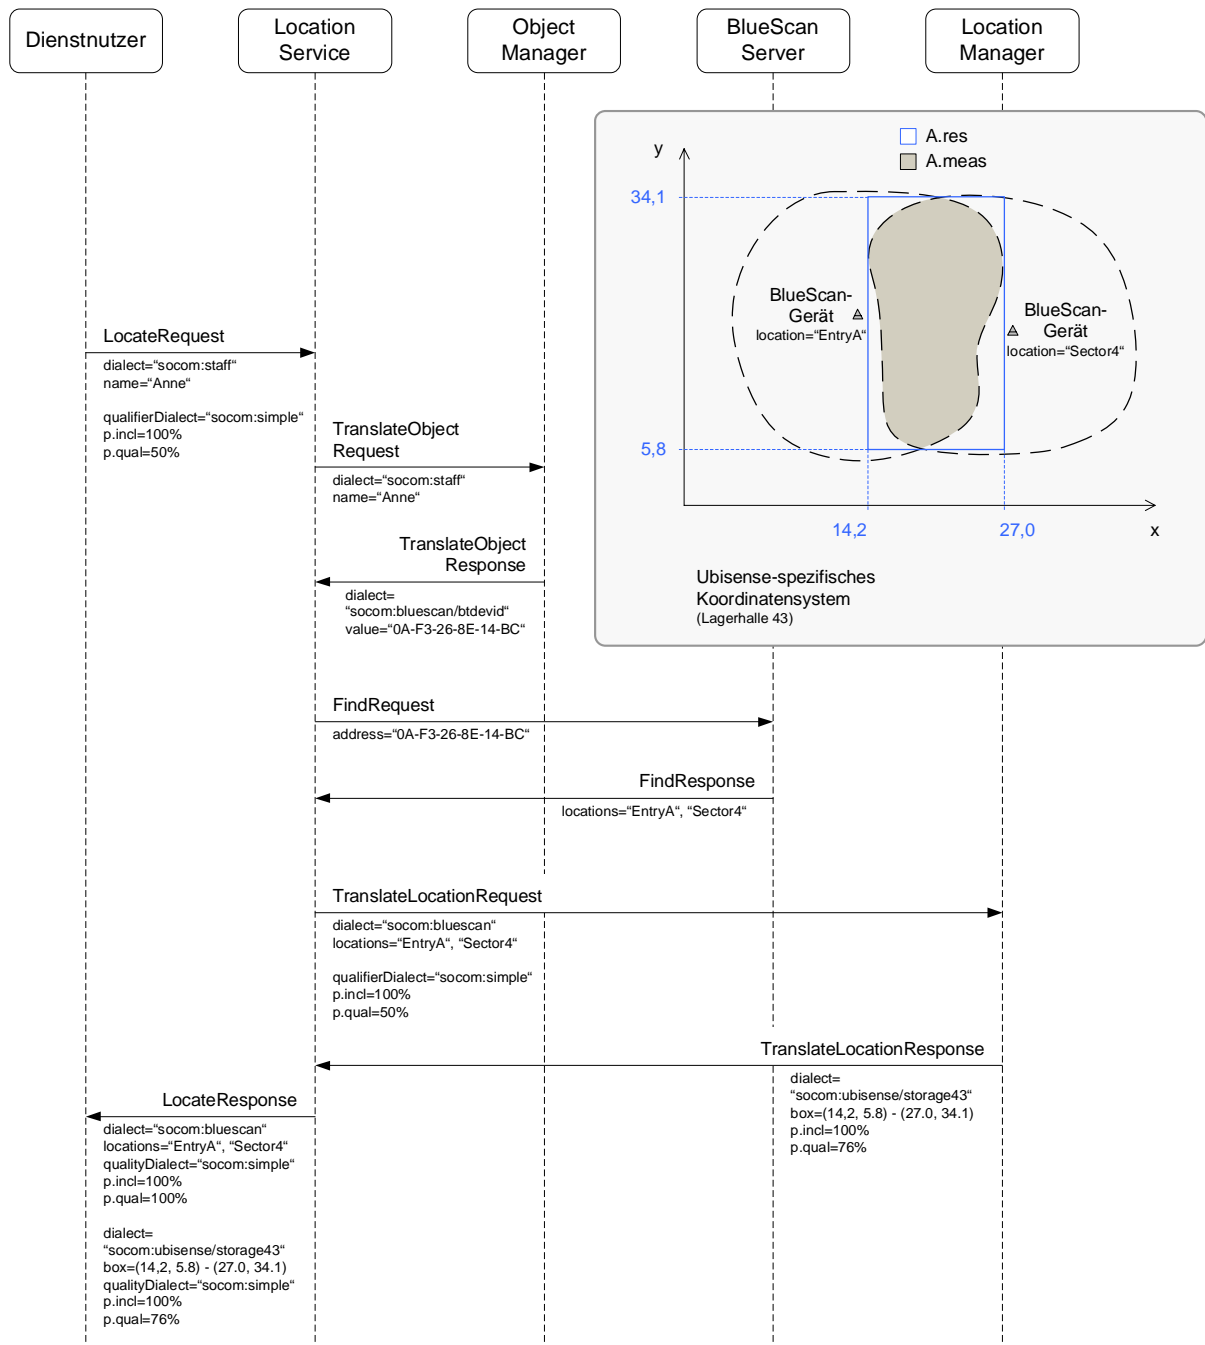 Dienstnutzer
Location
Service
Object
Manager
BlueScan
Server
Location
Manager
A.res
A.meas
y
34,1
BlueScan-
Gerät
location=“EntryA“
BlueScan-
Gerät
location=“Sector4“
5,8
14,2
27,0
x
Ubisense-spezifisches
Koordinatensystem
(Lagerhalle 43)
LocateRequest
dialect=“socom:staff“
name=“Anne“
qualifierDialect=“socom:simple“
p.incl=100%
p.qual=50%
TranslateObject
Request
dialect=“socom:staff“
name=“Anne“
TranslateObject
Response
dialect=
“socom:bluescan/btdevid“
value=“0A-F3-26-8E-14-BC“
FindRequest
address=“0A-F3-26-8E-14-BC“
FindResponse
locations=“EntryA“, “Sector4“
TranslateLocationRequest
dialect=“socom:bluescan“
locations=“EntryA“, “Sector4“
qualifierDialect=“socom:simple“
p.incl=100%
p.qual=50%
TranslateLocationResponse
dialect=
“socom:ubisense/storage43“
box=(14,2, 5.8) - (27.0, 34.1)
p.incl=100%
p.qual=76%
LocateResponse
dialect=“socom:bluescan“
locations=“EntryA“, “Sector4“
qualityDialect=“socom:simple“
p.incl=100%
p.qual=100%
dialect=
“socom:ubisense/storage43“
box=(14,2, 5.8) - (27.0, 34.1)
qualityDialect=“socom:simple“
p.incl=100%
p.qual=76%